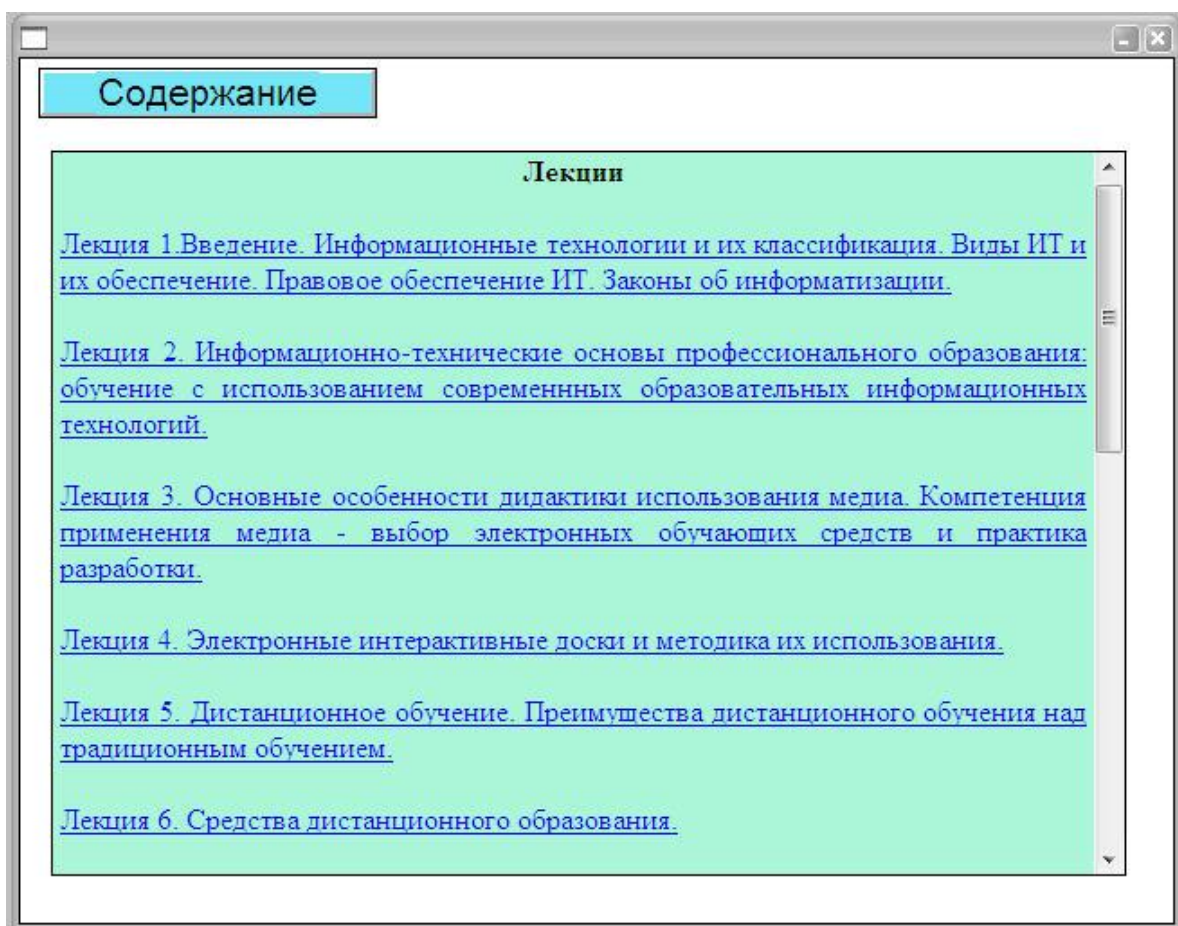 Содержание
Лекции
Лекция 1.Введение. Информационные технологии и их классификация. Виды ИТ и
их обеспечение. Правовое обеспечение ИТ. Законы об информатизации.
Лекция 2. Информационно-технические основы профессионального образования:
обучение с использованием современнных образовательных информационных
технологий.
Лекция 3. Основные особенности дидактики использования медиа. Компетенция
применения медиа - выбор электронных обучающих средств и практика
разработки.
Лекция 4. Электронные интерактивные доски и методика их использования.
Лекция 5. Дистанционное обучение. Преимущества дистанционного обучения над
традиционным обучением.
Лекция 6. Средства дистанционного образования.